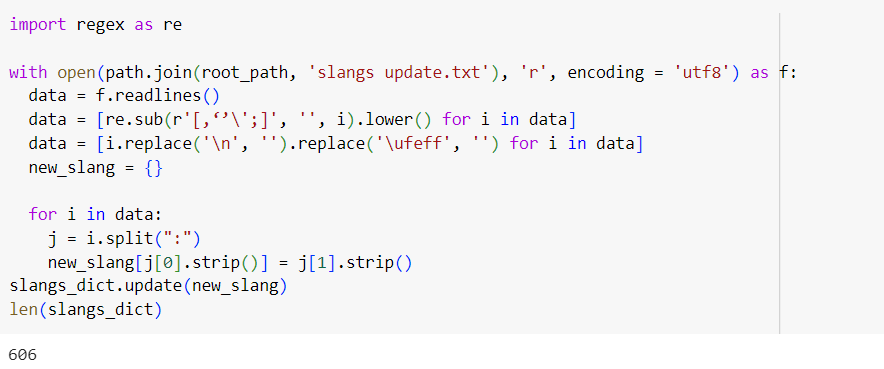 import regex as re

with open(path.join(root_path, 'slangs update.txt'), 'r', encoding = 'utf8') as f:
  data = f.readlines()
  data = [re.sub(r'[,‘’\';]', '', i).lower() for i in data]
  data = [i.replace('\n', '').replace('\ufeff', '') for i in data]
  new_slang = {}

  for i in data:
    j = i.split(":")
    new_slang[j[0].strip()] = j[1].strip()
slangs_dict.update(new_slang)
len(slangs_dict)
606